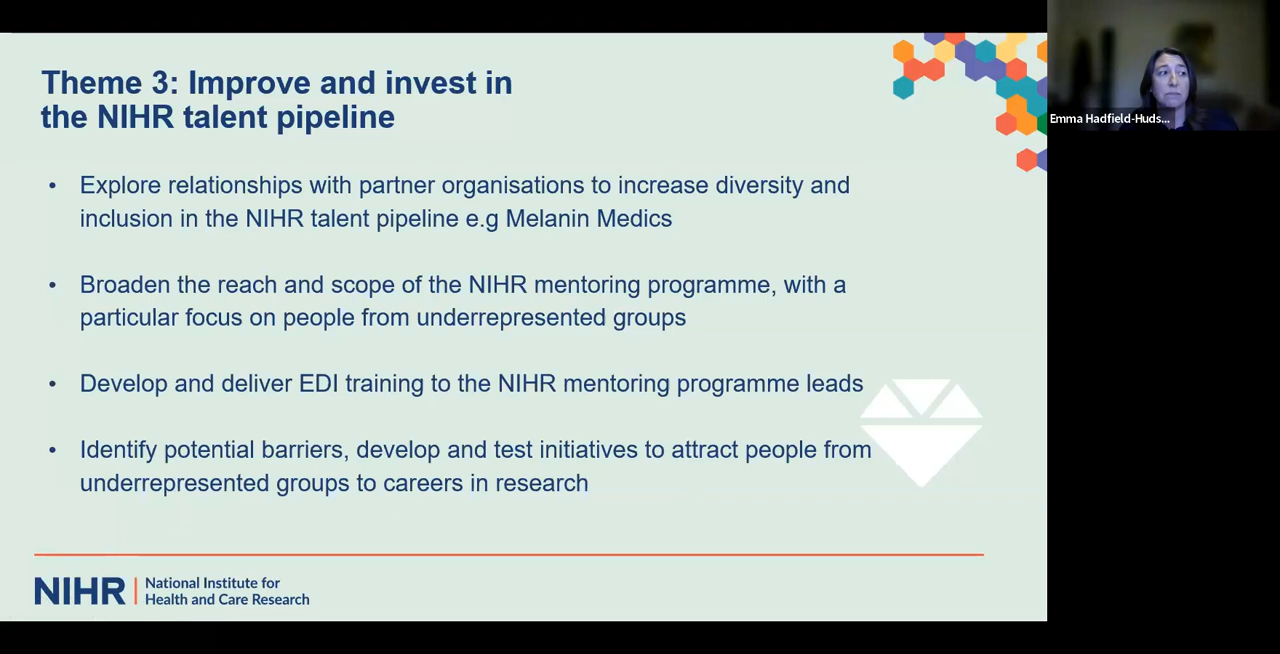 Theme 3: Improve and invest in
the NIHR talent pipeline
• Explore relationships with partner organisations to increase diversity and
inclusion in the NIHR talent pipeline e.g Melanin Medics
• Broaden the reach and scope of the NIHR mentoring programme, with a
particular focus on people from underrepresented groups
• Develop and deliver EDI training to the NIHR mentoring programme leads
• Identify potential barriers, develop and test initiatives to attract people from
underrepresented groups to careers in research
NIHR | National Institute for
Health and Care Research
Emma Hadfield-Huds...